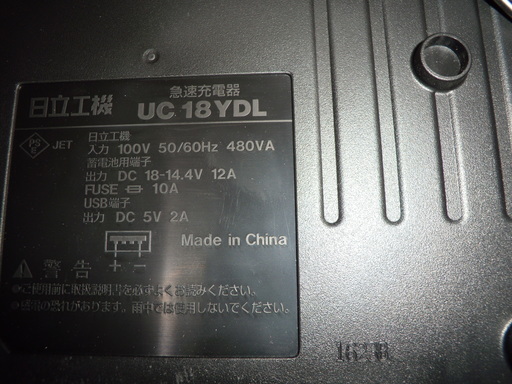 急速充電器
日立工機 UC 18YDL
PS E JET 日立工機
入力 100V 50/60Hz 480VA
蓄電池用端子
出力 DC 18-14.4V 12A
FUSE 10A
USB端子
出力 DC 5V 2A
Made in China
警告 + −
●ご使用前に取扱説明書を必ずよくお読みください。
●感電の恐れがあります。雨中では使用しないでください。